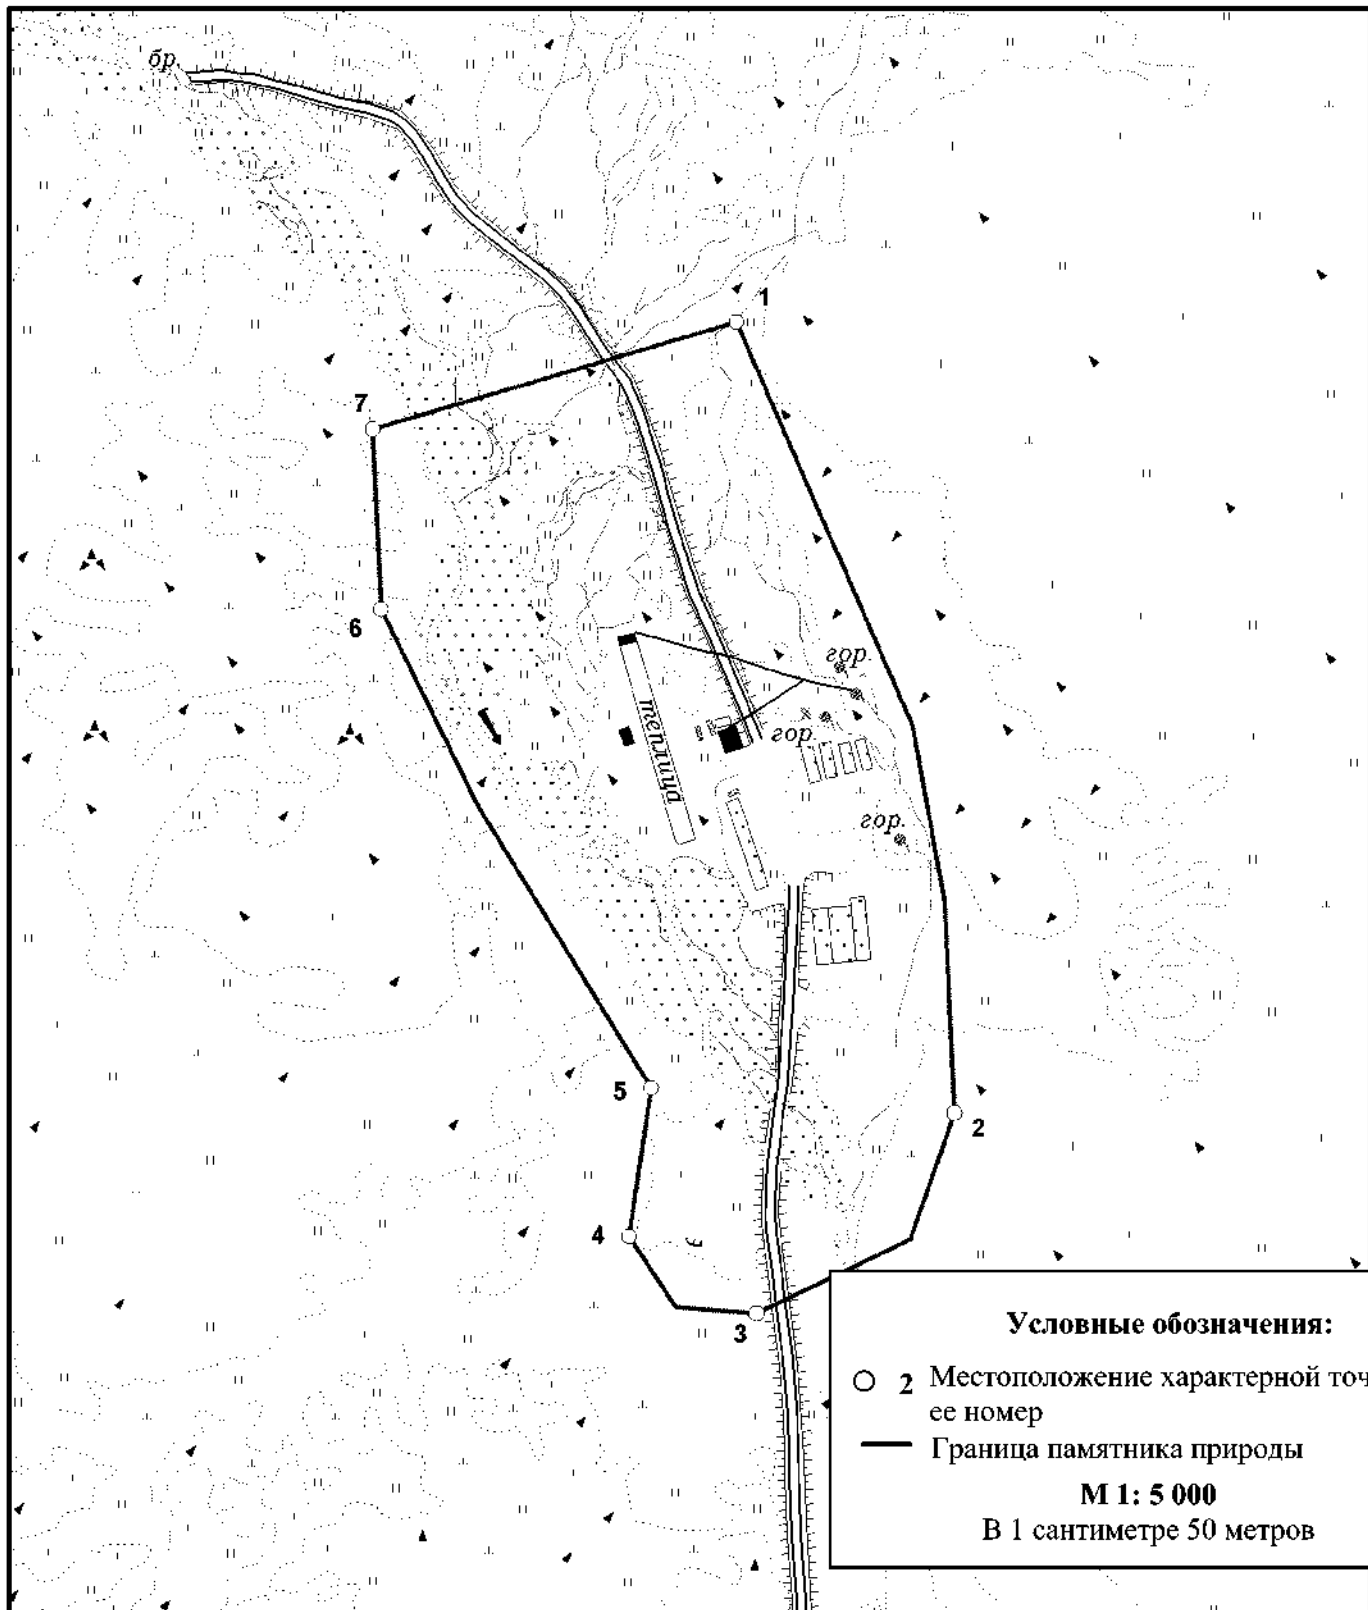 бр.
1
7
6
гор.
теплица
гор.
гор.
5
2
4
3
Условные обозначения:
2 Местоположение характерной точ
ее номер
Граница памятника природы
М 1: 5 000
В 1 сантиметре 50 метров